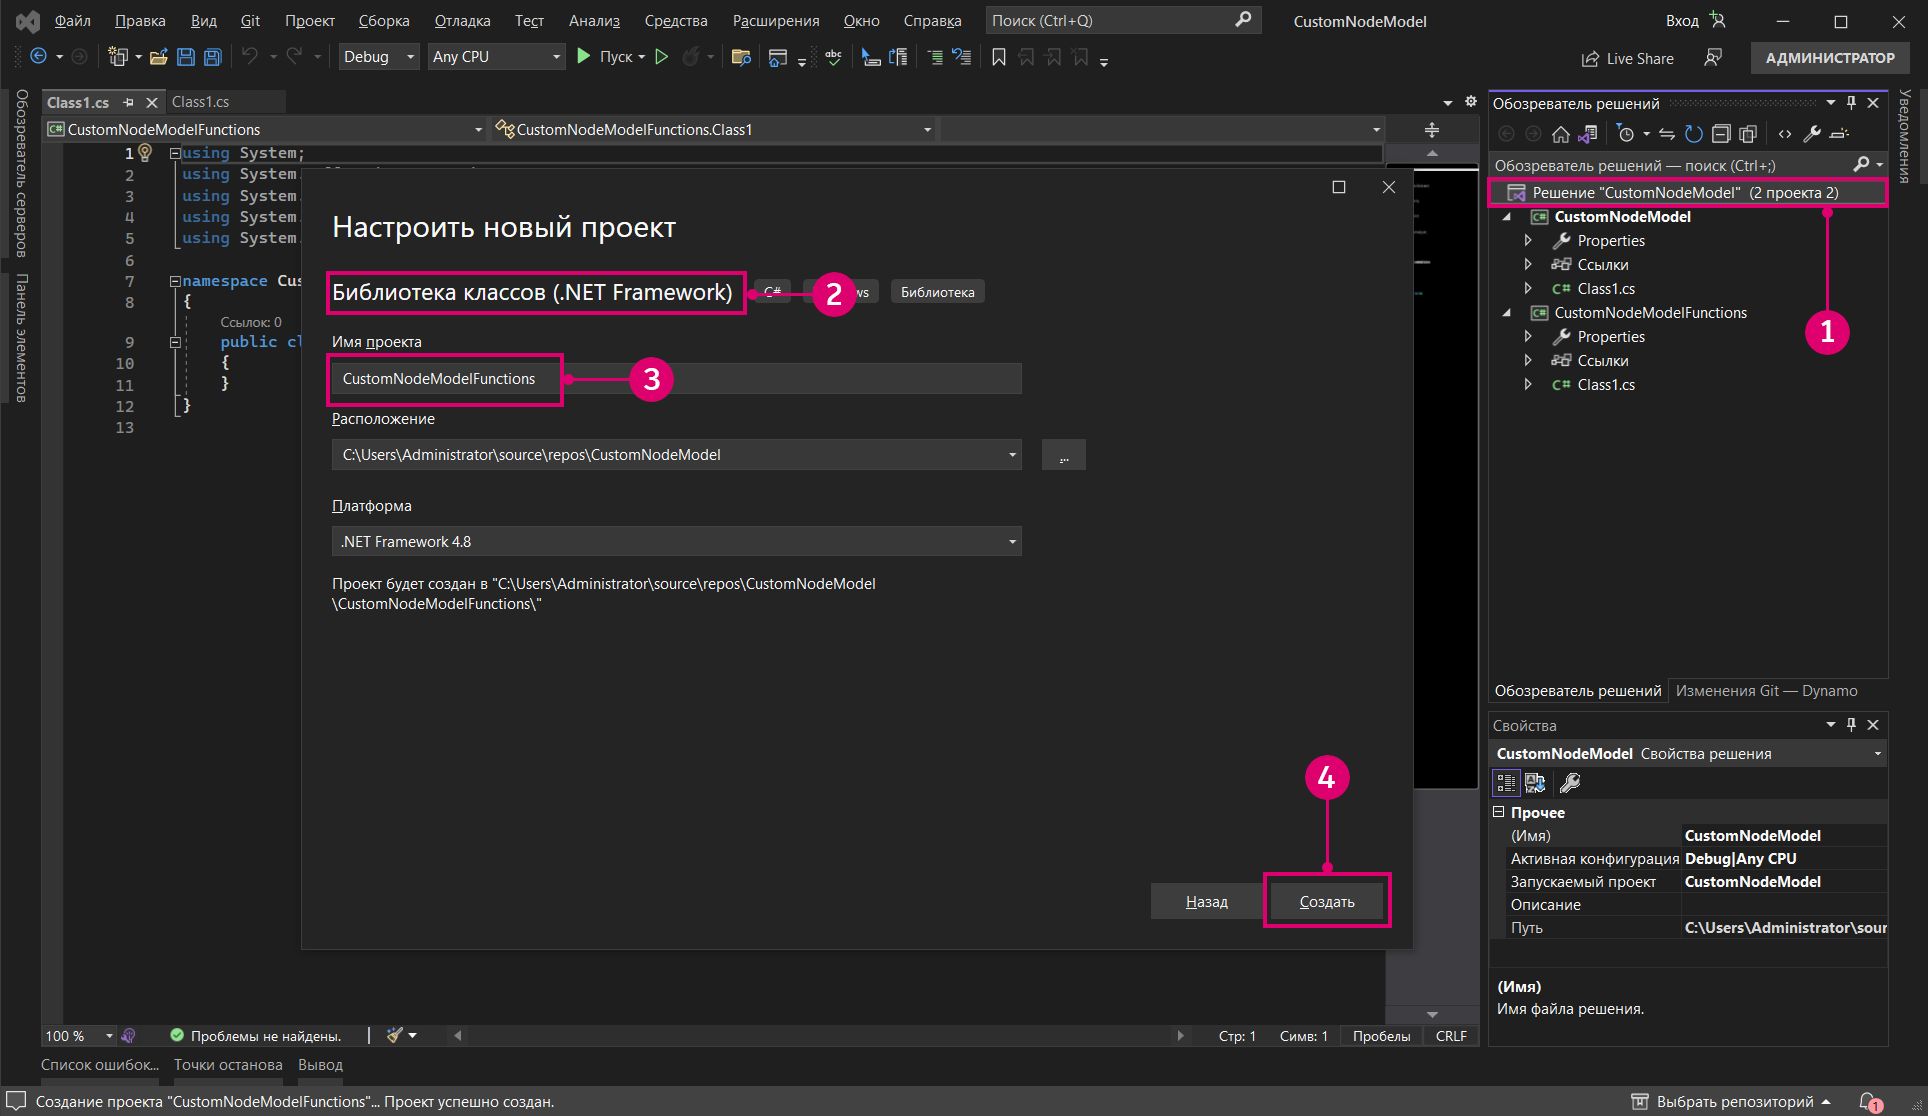 Файл Правка Вид Git Проект Сборка Отладка Тест Анализ Средства Расширения Окно Справка Поиск (Ctrl+Q) CustomNodeModel Вход
Debug Any CPU Пуск Live Share АДМИНИСТРАТОР
Обозреватель серверов
Панель элементов
Class1.cs Class1.cs
C# CustomNodeModelFunctions CustomNodeModelFunctions.Class1
1 using System;
2 using System.
3 using System.
4 using System.
5 using System.
6
7 namespace Cus
8 {
Ссылок: 0
9 public cl
10 {
11 }
12 }
13
Настроить новый проект
Библиотека классов (.NET Framework) C# ws Библиотека
2
Имя проекта
CustomNodeModelFunctions
3
Расположение
C:\Users\Administrator\source\repos\CustomNodeModel ...
Платформа
.NET Framework 4.8
Проект будет создан в "C:\Users\Administrator\source\repos\CustomNodeModel
\CustomNodeModelFunctions\"
4
Назад Создать
100 % Проблемы не найдены. Стр: 1 Симв: 1 Пробелы CRLF
Список ошибок... Точки останова Вывод
Обозреватель решений
Обозреватель решений — поиск (Ctrl+;)
Решение "CustomNodeModel" (2 проекта 2)
C# CustomNodeModel
Properties
Ссылки
C# Class1.cs
C# CustomNodeModelFunctions
1
Properties
Ссылки
C# Class1.cs
Обозреватель решений Изменения Git — Dynamo
Свойства
CustomNodeModel Свойства решения
Прочее
(Имя) CustomNodeModel
Активная конфигурация Debug|Any CPU
Запускаемый проект CustomNodeModel
Описание
Путь C:\Users\Administrator\sour
(Имя)
Имя файла решения.
Уведомления
Создание проекта "CustomNodeModelFunctions"... Проект успешно создан. Выбрать репозиторий 1